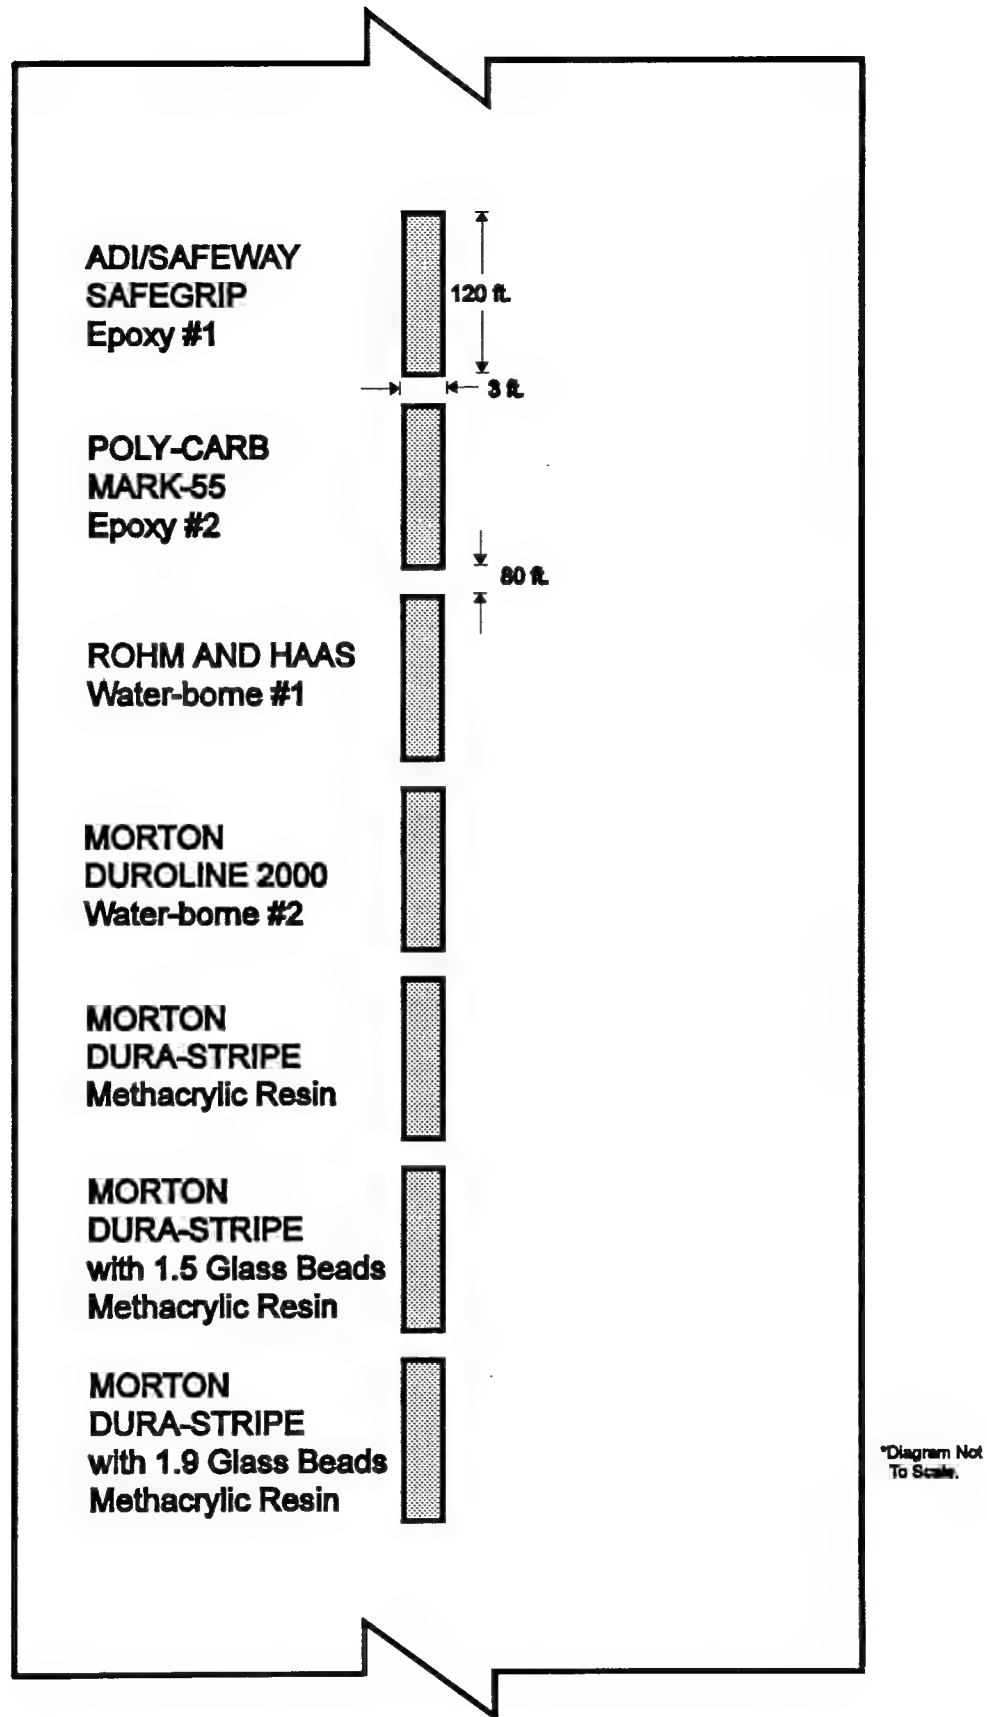 ADI/SAFEWAY
SAFEGRIP
Epoxy #1
120 ft.
3 ft.
POLY-CARB
MARK-55
Epoxy #2
80 ft.
ROHM AND HAAS
Water-borne #1
MORTON
DUROLINE 2000
Water-borne #2
MORTON
DURA-STRIPE
Methacrylic Resin
MORTON
DURA-STRIPE
with 1.5 Glass Beads
Methacrylic Resin
MORTON
DURA-STRIPE
with 1.9 Glass Beads
Methacrylic Resin
*Diagram Not
To Scale.